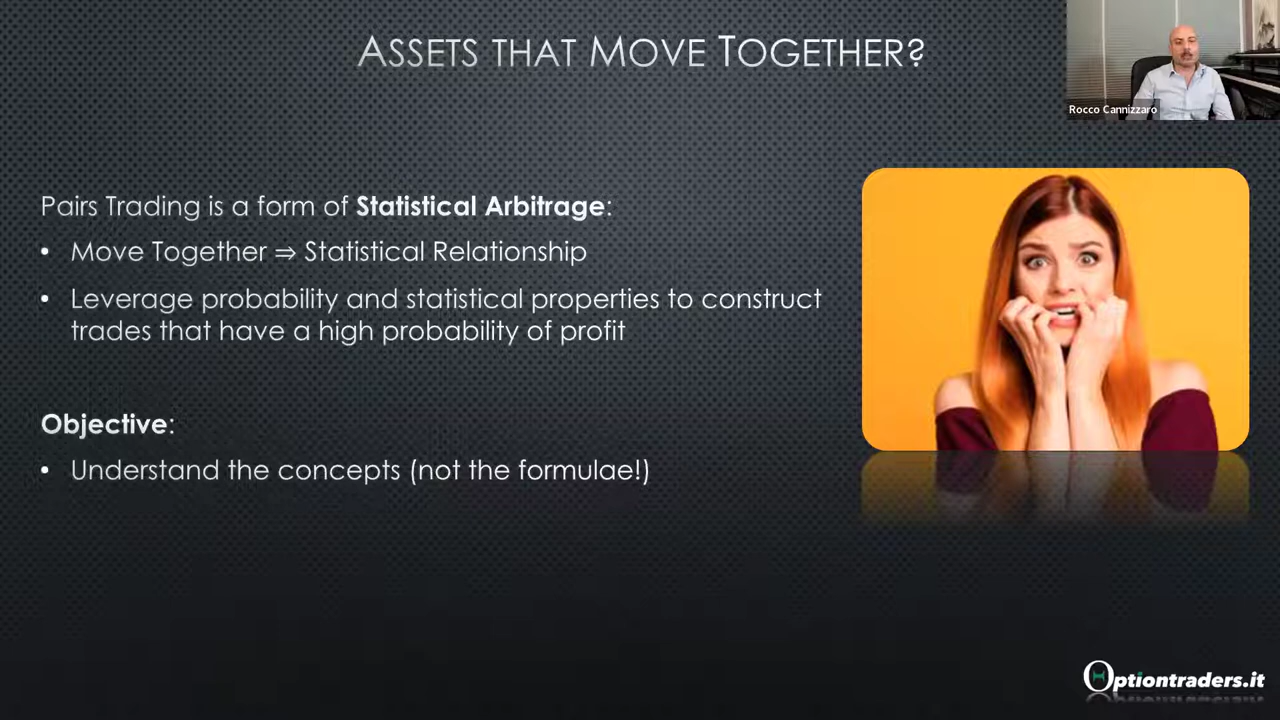 ASSETS THAT MOVE TOGETHER?
Rocco Cannizzaro
Pairs Trading is a form of Statistical Arbitrage:
• Move Together ⇒ Statistical Relationship
• Leverage probability and statistical properties to construct
trades that have a high probability of profit
Objective:
• Understand the concepts (not the formulae!)
Optiontraders.it